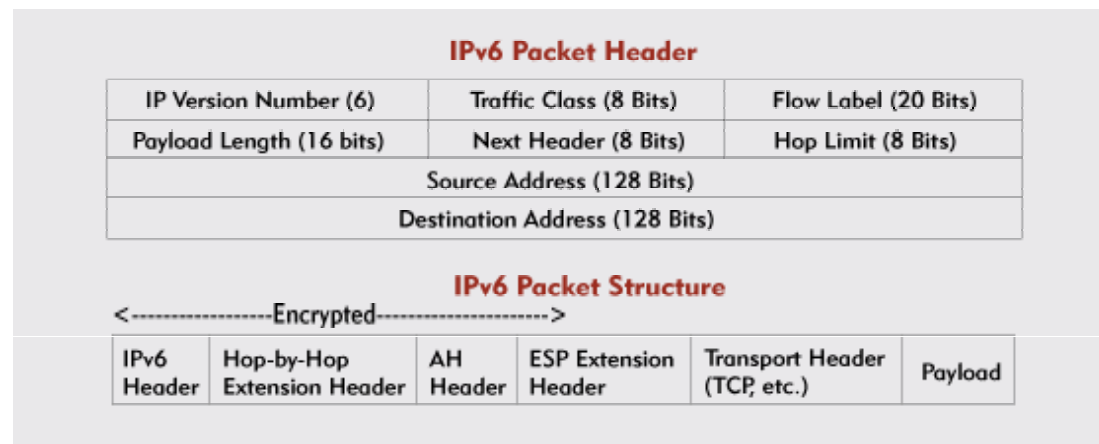 IPv6 Packet Header
IP Version Number (6) Traffic Class (8 Bits) Flow Label (20 Bits)
Payload Length (16 bits) Next Header (8 Bits) Hop Limit (8 Bits)
Source Address (128 Bits)
Destination Address (128 Bits)
IPv6 Packet Structure
<------------------Encrypted---------------------->
IPv6 Header
Hop-by-Hop Extension Header
AH Header
ESP Extension Header
Transport Header (TCP, etc.)
Payload